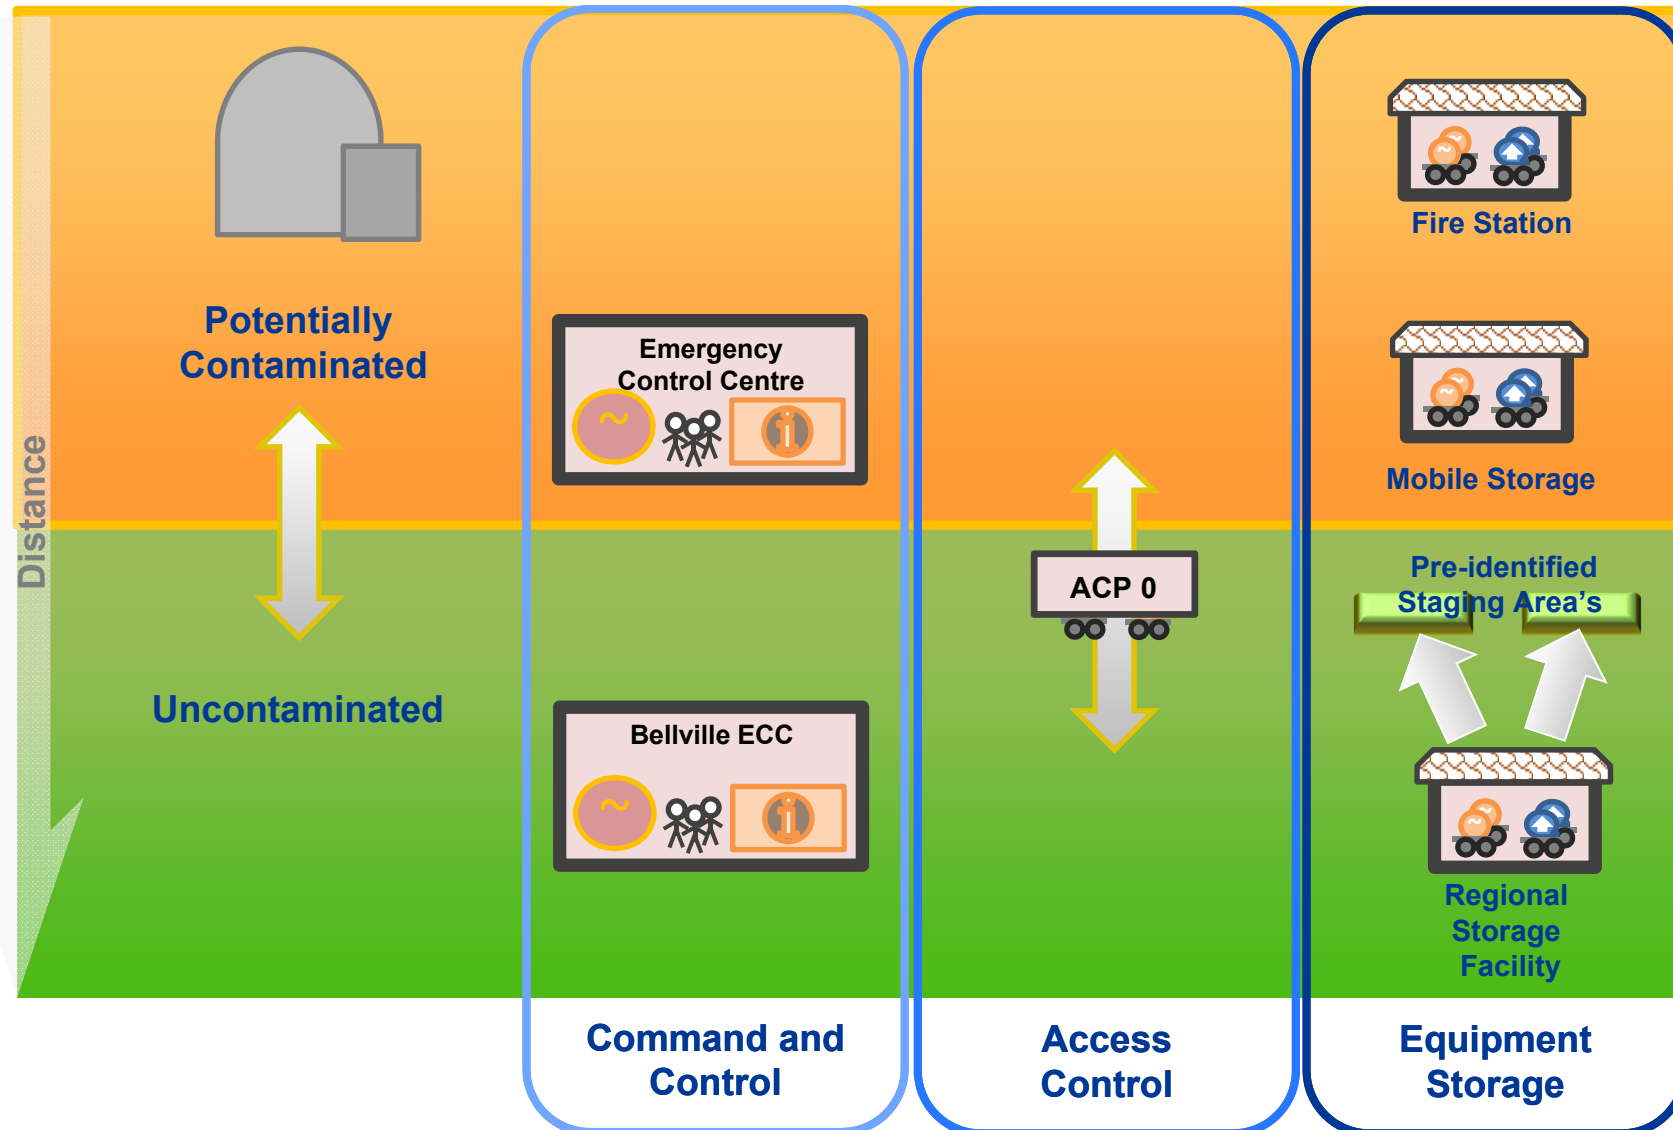 Distance
Potentially
Contaminated
Uncontaminated
Emergency
Control Centre
~
i
Bellville ECC
~
i
ACP 0
Fire Station
Mobile Storage
Pre-identified
Staging Area’s
Regional
Storage
Facility
Command and
Control
Access
Control
Equipment
Storage